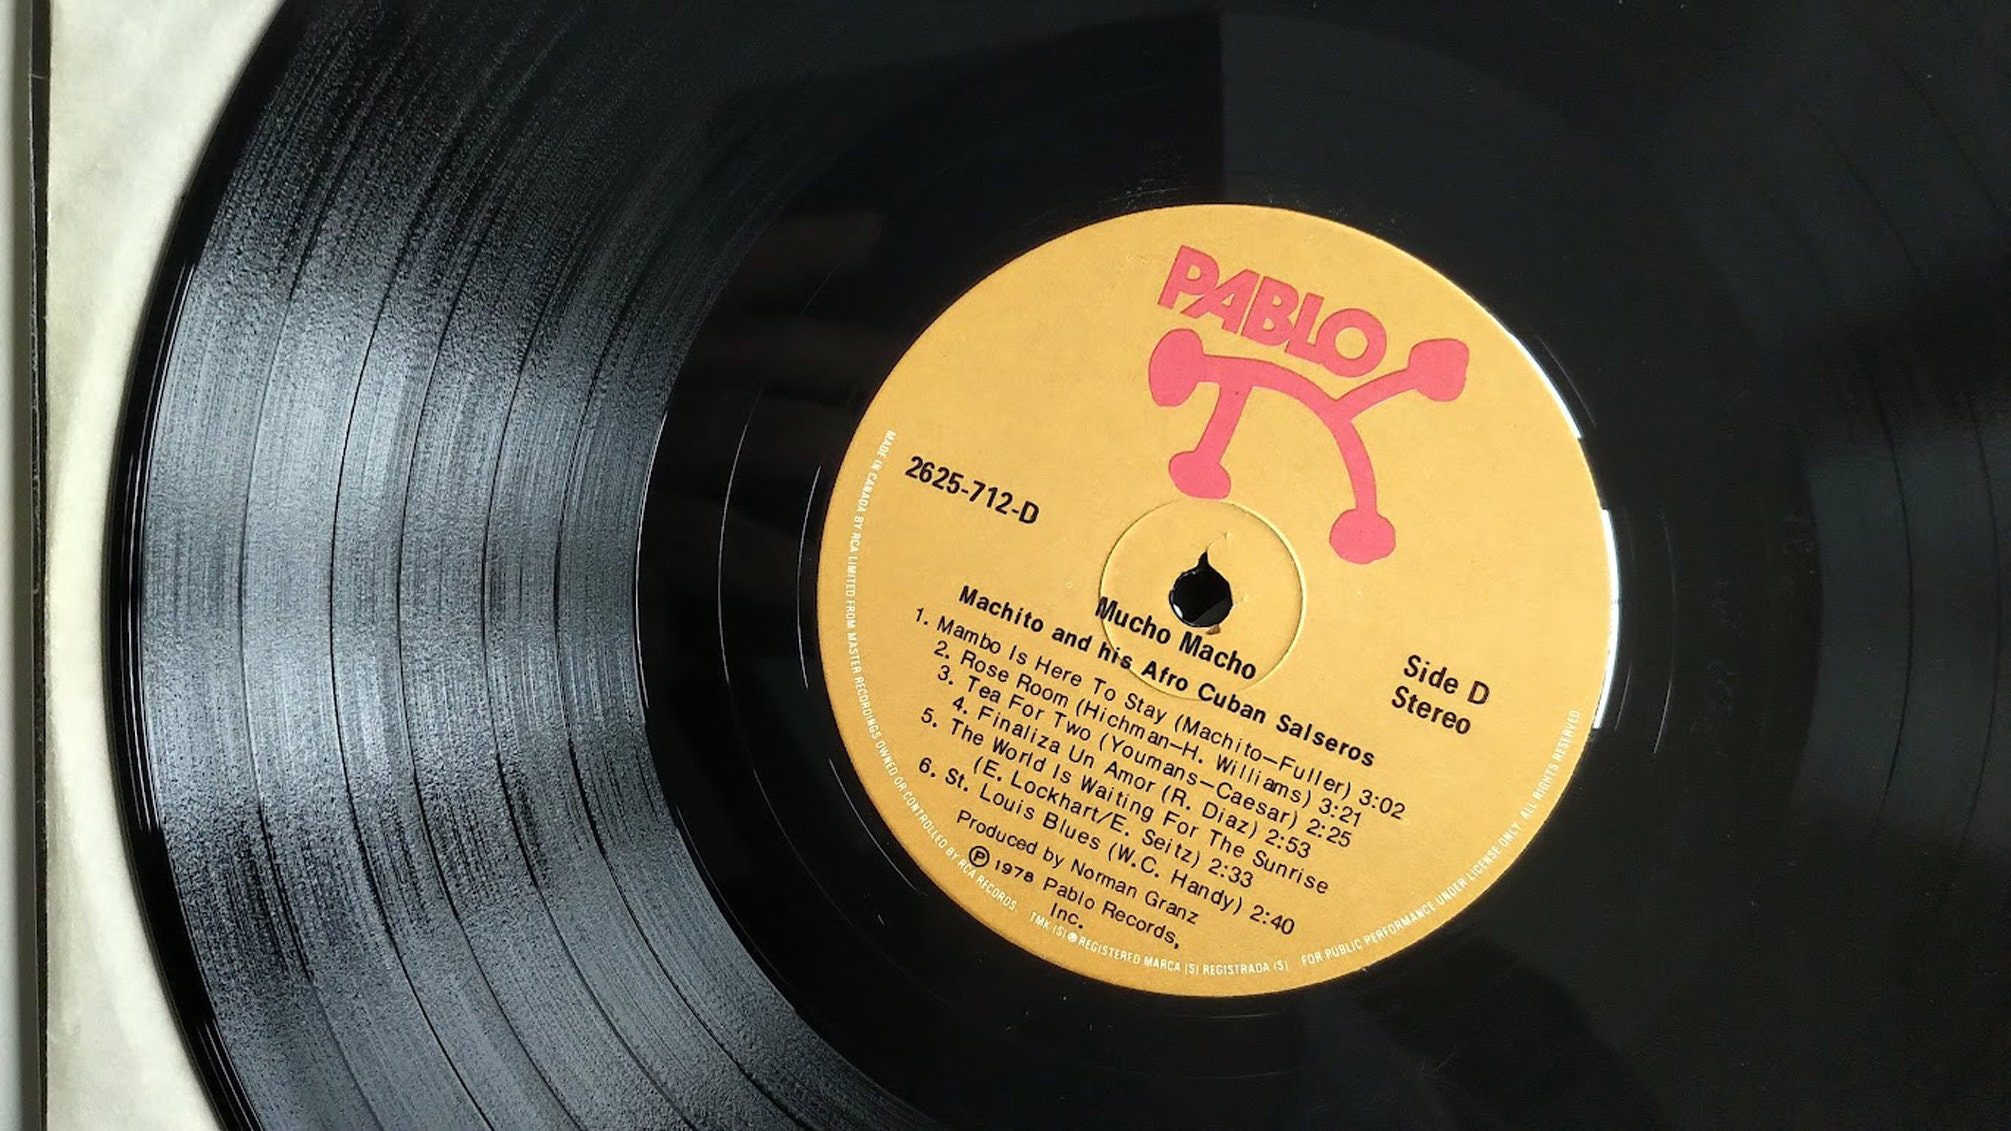 PABLO
2625-712-D
Side D
Stereo
Mucho Macho
Machito and his Afro Cuban Salseros
1. Mambo Is Here To Stay (Machito—Fuller) 3:02
2. Rose Room (Hichman—H. Williams) 3:21
3. Tea For Two (Youmans—Caesar) 2:25
4. Finaliza Un Amor (R. Diaz) 2:53
5. The World Is Waiting For The Sunrise
(E. Lockhart/E. Seitz) 2:33
6. St. Louis Blues (W.C. Handy) 2:40
Produced by Norman Granz
Ⓟ 1978 Pablo Records,
Inc.
MADE IN CANADA BY RCA LIMITED FROM MASTER RECORDINGS OWNED OR CONTROLLED BY RCA RECORDS. TMK (S) ® REGISTERED MARCA (S) REGISTRADA (S) FOR PUBLIC PERFORMANCE UNDER LICENSE ONLY. ALL RIGHTS RESERVED